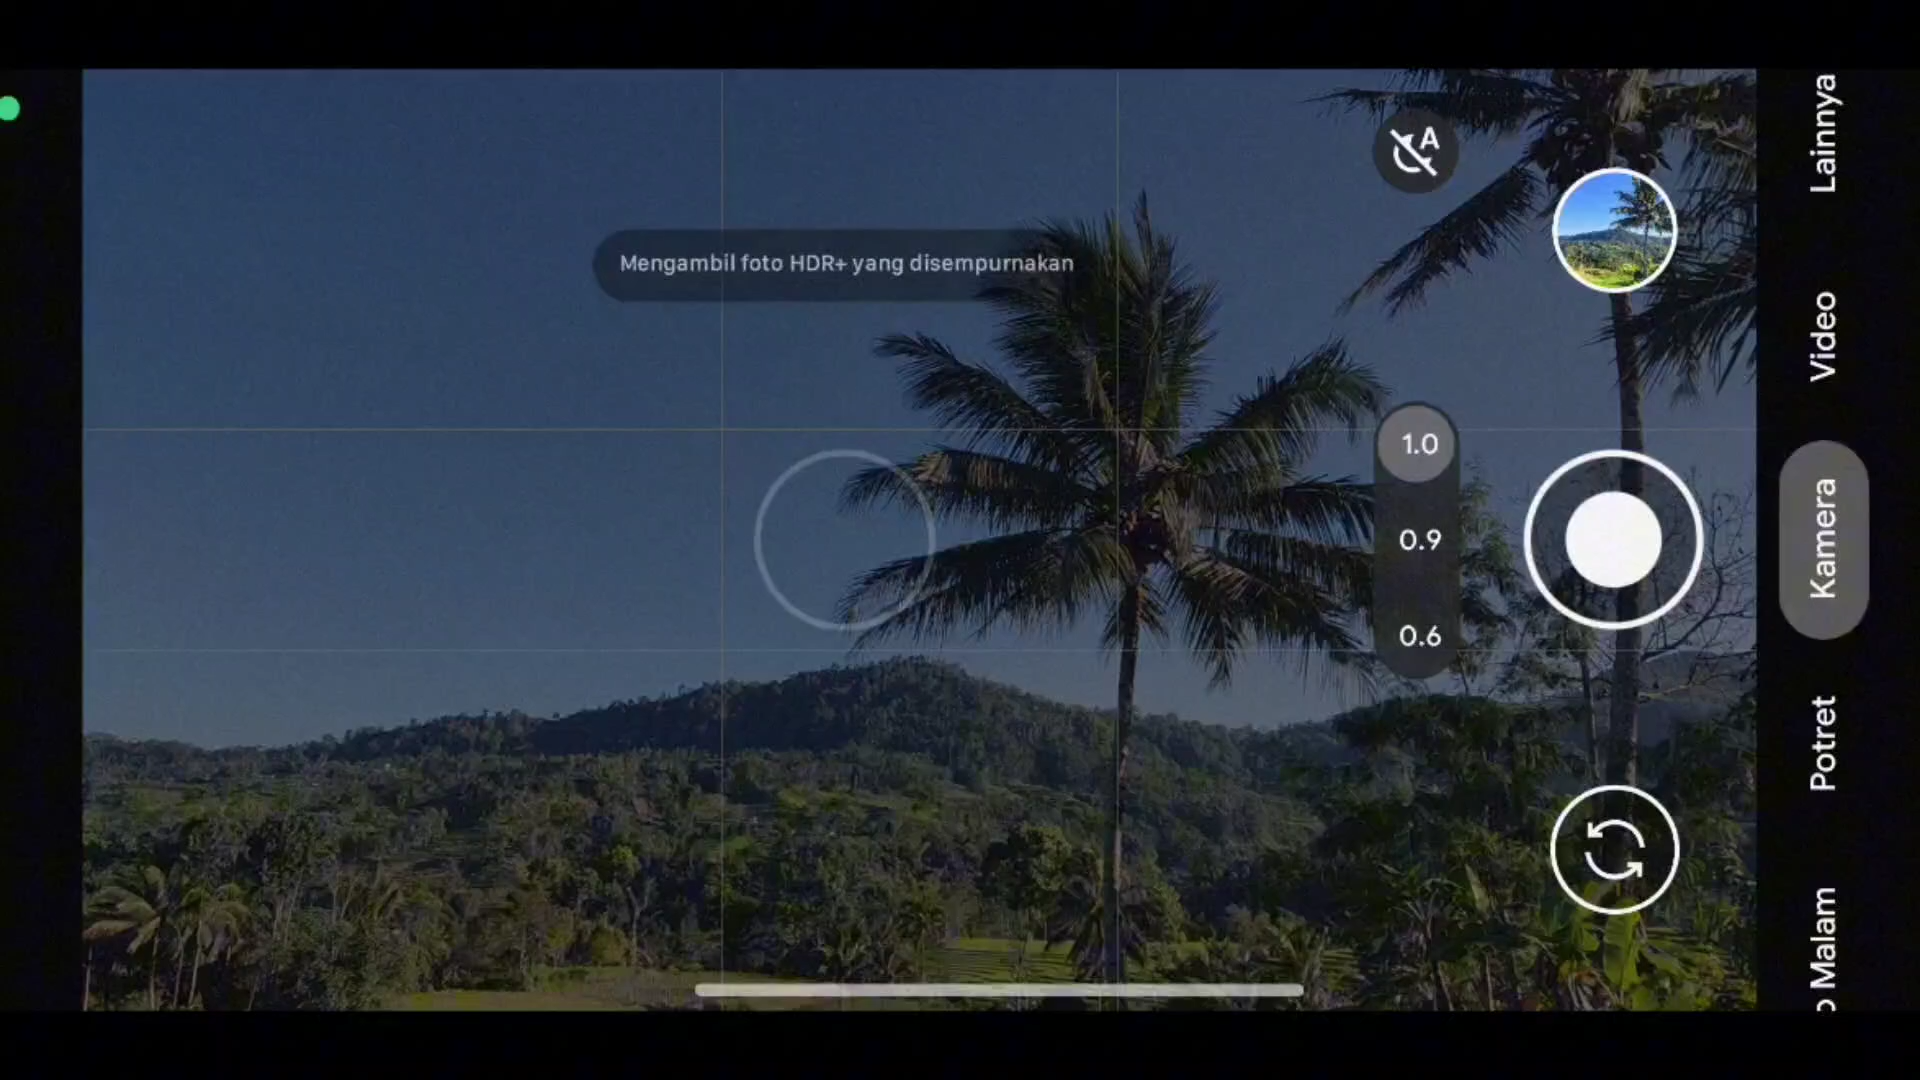 Mengambil foto HDR+ yang disempurnakan
A
1.0
0.9
0.6
Lainnya
Video
Kamera
Potret
o Malam